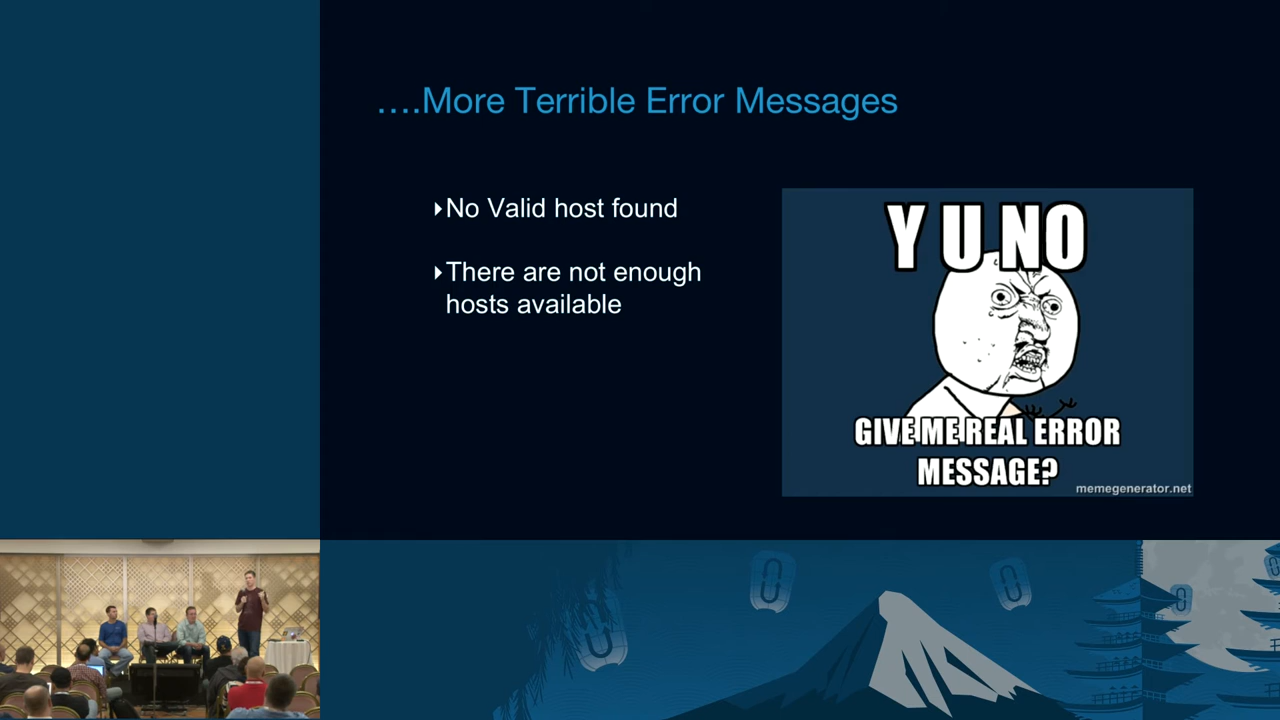 ….More Terrible Error Messages
No Valid host found
There are not enough
hosts available
Y U NO
GIVE ME REAL ERROR
MESSAGE?
memegenerator.net